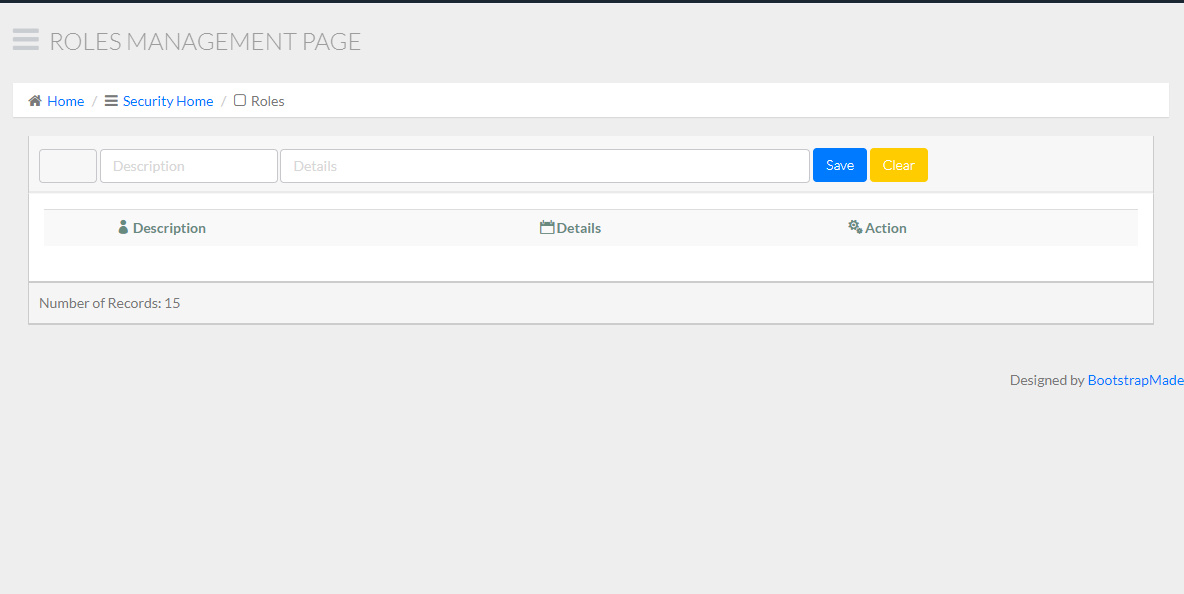 ROLES MANAGEMENT PAGE
Home / Security Home / Roles
Description Details Save Clear
Description Details Action
Number of Records: 15
Designed by BootstrapMade